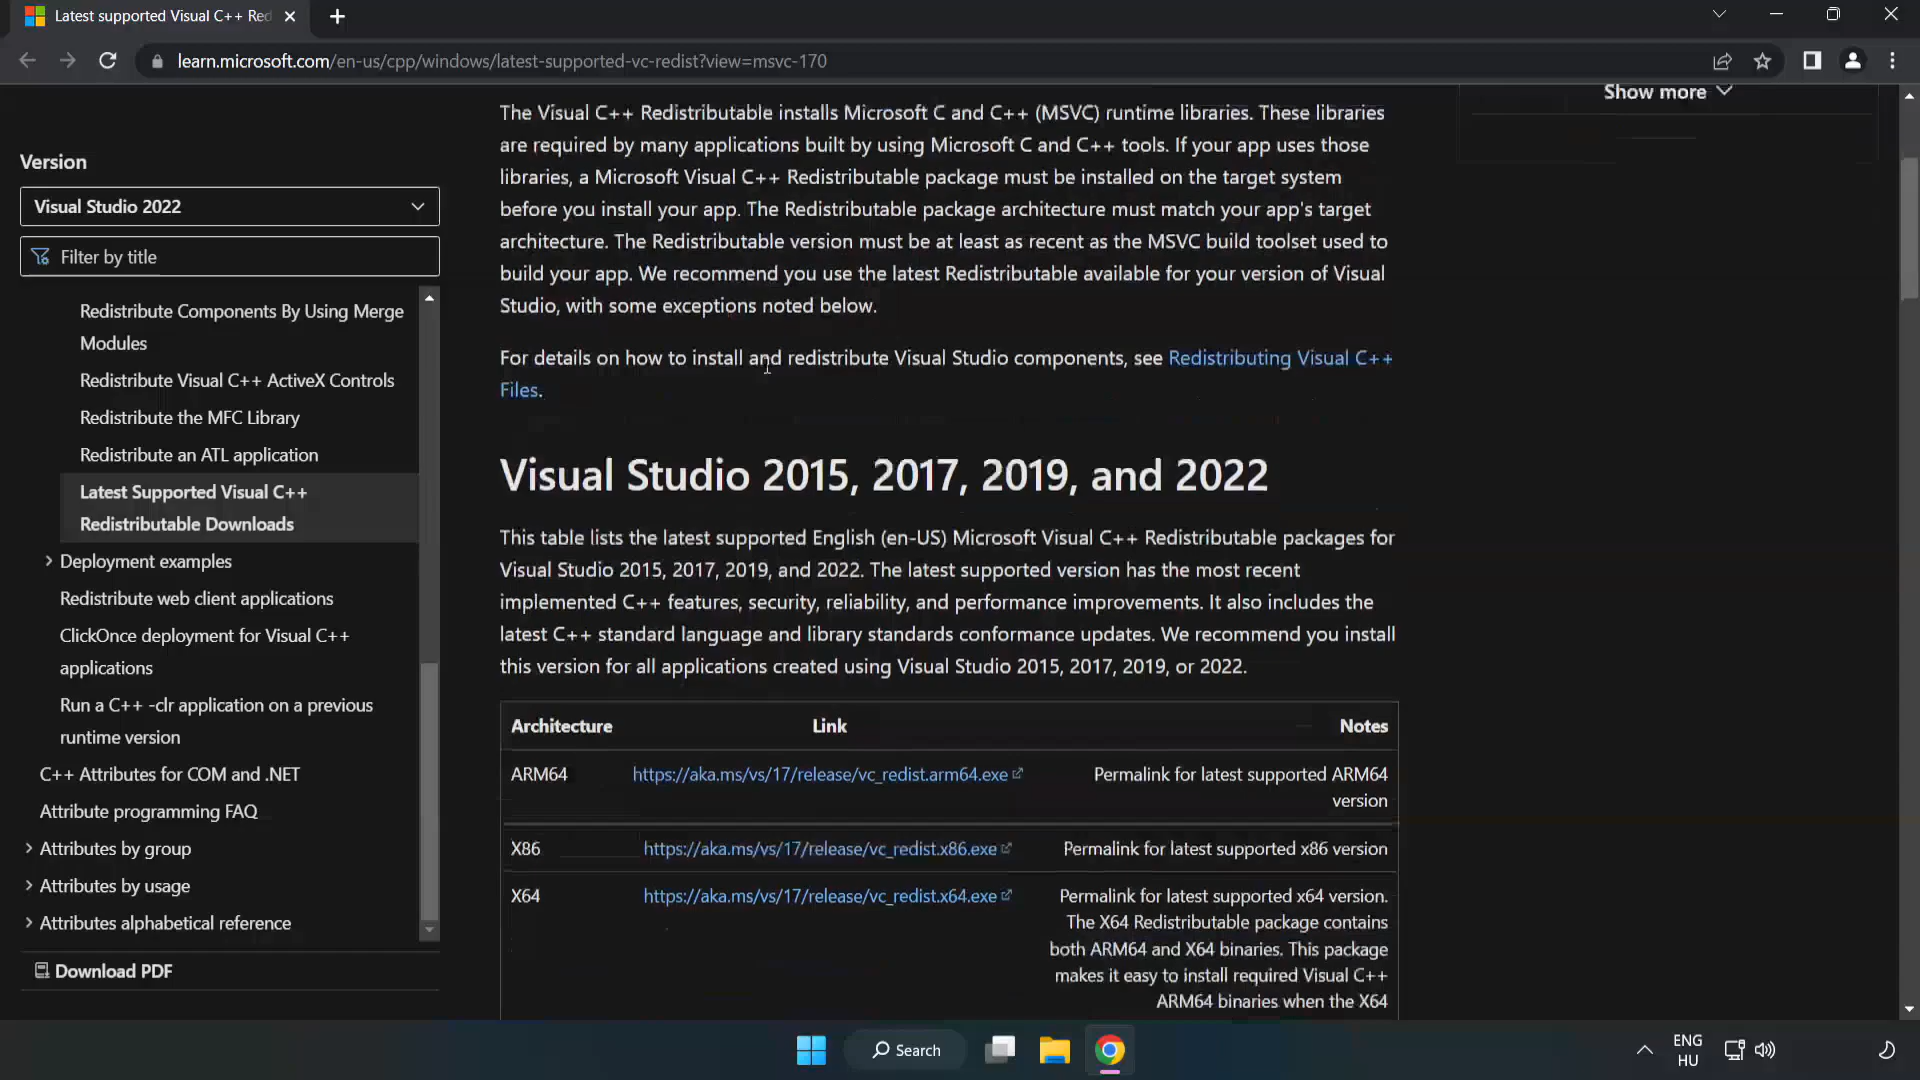 Latest supported Visual C++ Red
learn.microsoft.com/en-us/cpp/windows/latest-supported-vc-redist?view=msvc-170
Version
Visual Studio 2022
Filter by title
Redistribute Components By Using Merge
Modules
Redistribute Visual C++ ActiveX Controls
Redistribute the MFC Library
Redistribute an ATL application
Latest Supported Visual C++
Redistributable Downloads
Deployment examples
Redistribute web client applications
ClickOnce deployment for Visual C++
applications
Run a C++ -clr application on a previous
runtime version
C++ Attributes for COM and .NET
Attribute programming FAQ
Attributes by group
Attributes by usage
Attributes alphabetical reference
Download PDF
The Visual C++ Redistributable installs Microsoft C and C++ (MSVC) runtime libraries. These libraries
are required by many applications built by using Microsoft C and C++ tools. If your app uses those
libraries, a Microsoft Visual C++ Redistributable package must be installed on the target system
before you install your app. The Redistributable package architecture must match your app's target
architecture. The Redistributable version must be at least as recent as the MSVC build toolset used to
build your app. We recommend you use the latest Redistributable available for your version of Visual
Studio, with some exceptions noted below.
For details on how to install and redistribute Visual Studio components, see Redistributing Visual C++
Files.
Visual Studio 2015, 2017, 2019, and 2022
This table lists the latest supported English (en-US) Microsoft Visual C++ Redistributable packages for
Visual Studio 2015, 2017, 2019, and 2022. The latest supported version has the most recent
implemented C++ features, security, reliability, and performance improvements. It also includes the
latest C++ standard language and library standards conformance updates. We recommend you install
this version for all applications created using Visual Studio 2015, 2017, 2019, or 2022.
Architecture Link Notes
ARM64 https://aka.ms/vs/17/release/vc_redist.arm64.exe Permalink for latest supported ARM64
version
X86 https://aka.ms/vs/17/release/vc_redist.x86.exe Permalink for latest supported x86 version
X64 https://aka.ms/vs/17/release/vc_redist.x64.exe Permalink for latest supported x64 version.
The X64 Redistributable package contains
both ARM64 and X64 binaries. This package
makes it easy to install required Visual C++
ARM64 binaries when the X64
Show more
Search
ENG
HU